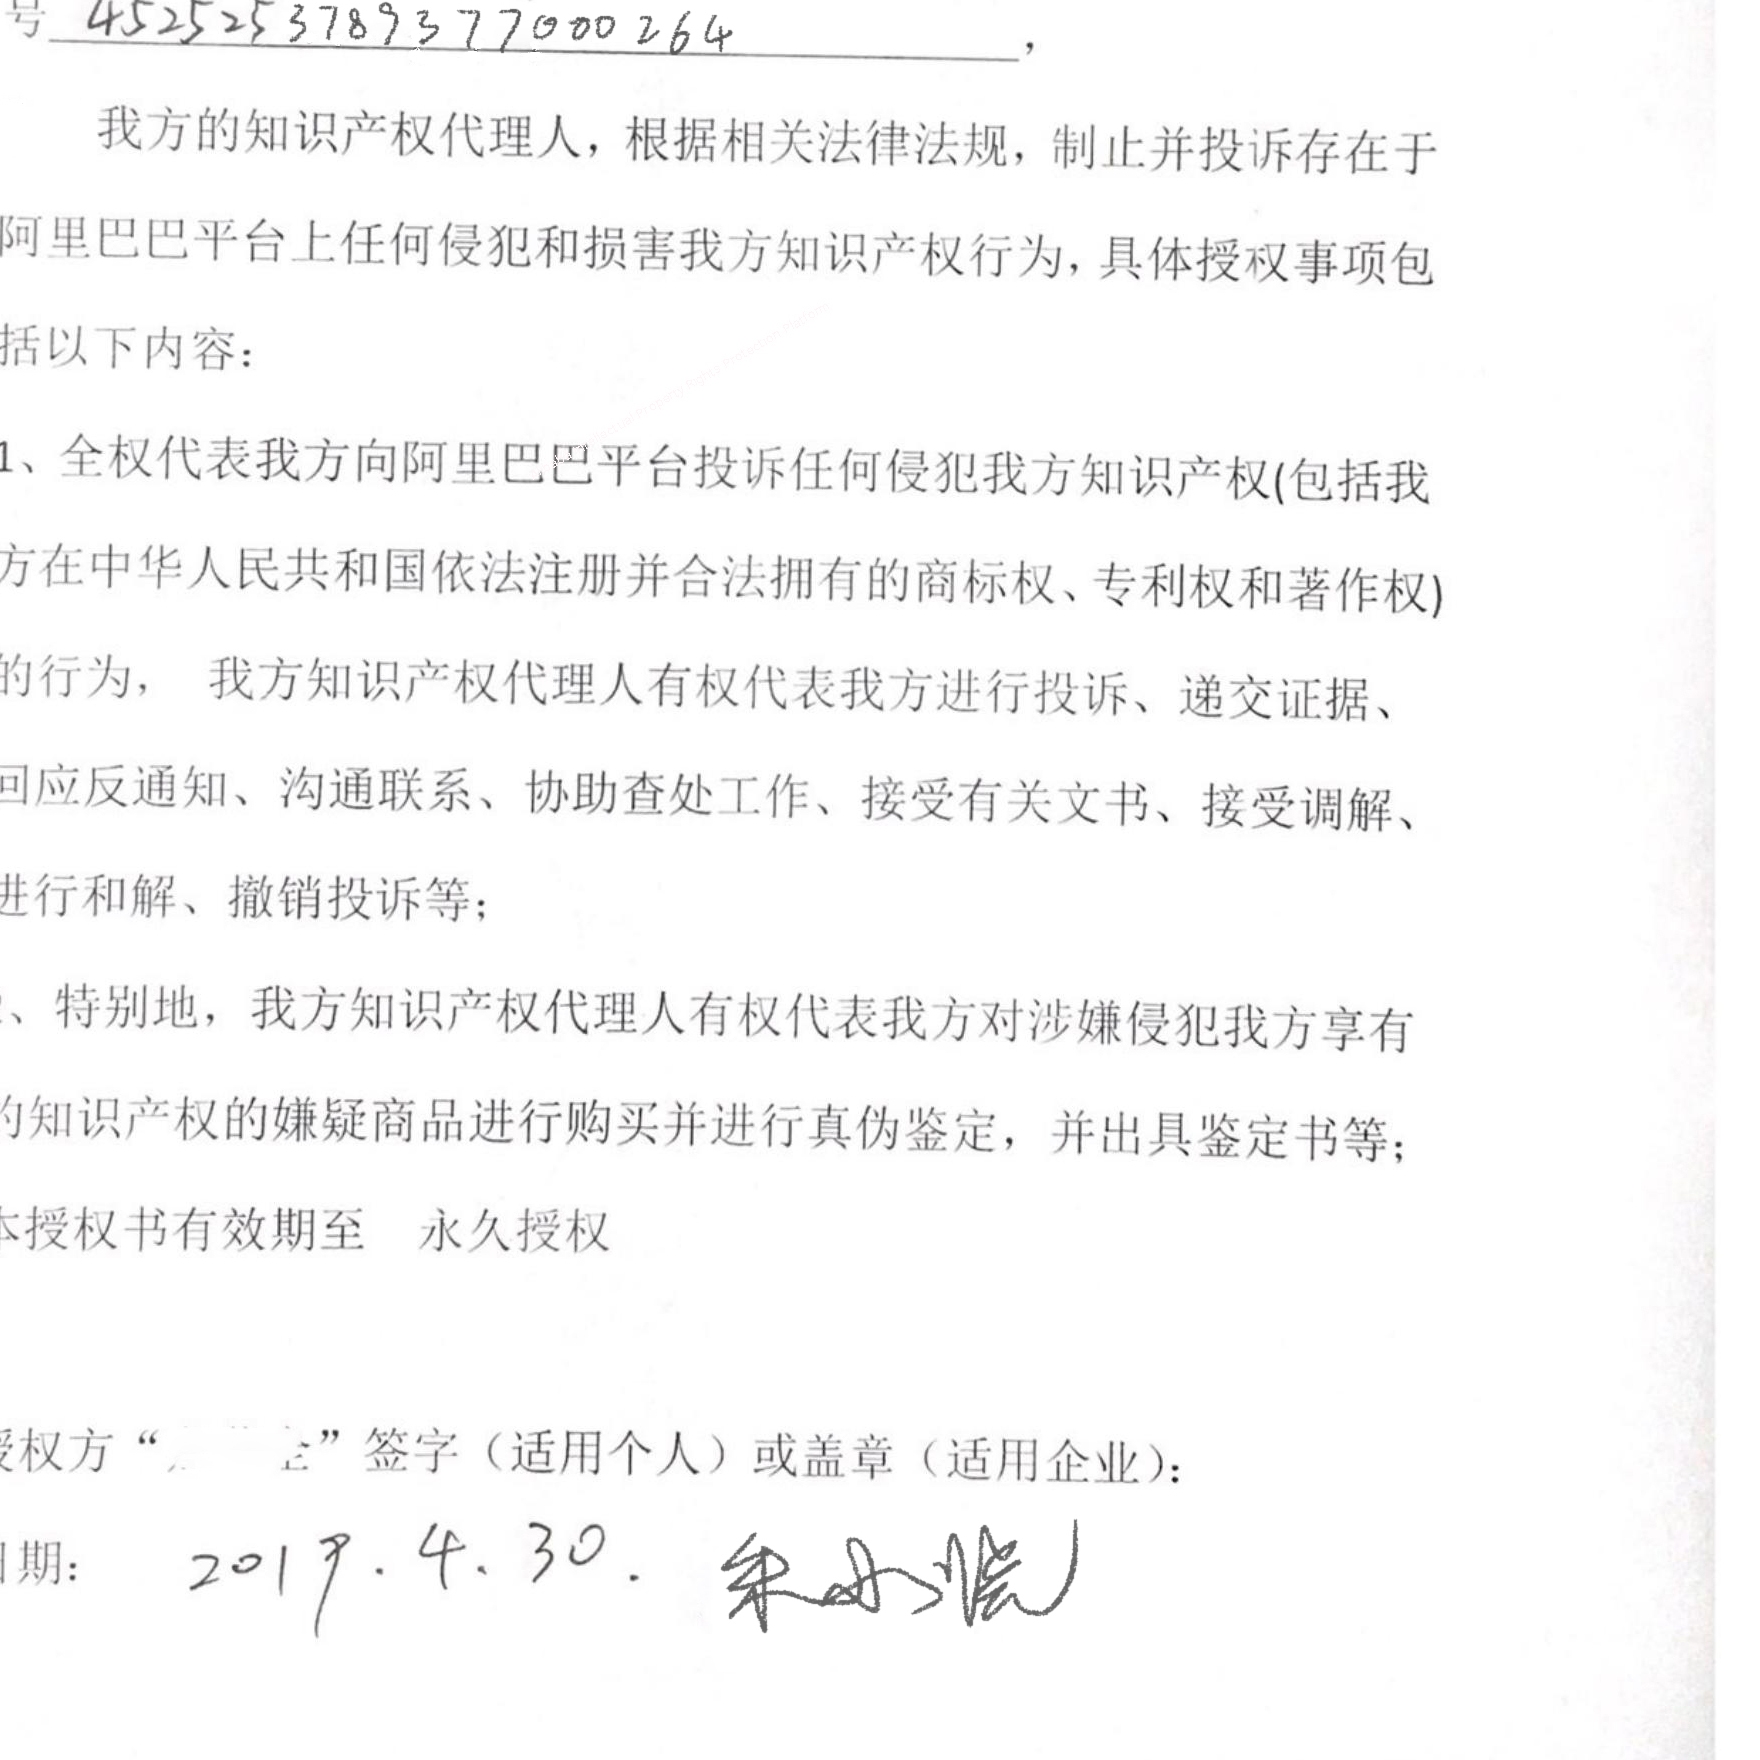 号 452525378937700264,
我方的知识产权代理人，根据相关法律法规，制止并投诉存在于
阿里巴巴平台上任何侵犯和损害我方知识产权行为，具体授权事项包
括以下内容：
1、全权代表我方向阿里巴巴平台投诉任何侵犯我方知识产权(包括我
方在中华人民共和国依法注册并合法拥有的商标权、专利权和著作权)
的行为， 我方知识产权代理人有权代表我方进行投诉、递交证据、
回应反通知、沟通联系、协助查处工作、接受有关文书、接受调解、
进行和解、撤销投诉等；
、特别地，我方知识产权代理人有权代表我方对涉嫌侵犯我方享有
的知识产权的嫌疑商品进行购买并进行真伪鉴定，并出具鉴定书等；
本授权书有效期至 永久授权
授权方“ ”签字（适用个人）或盖章（适用企业）：
日期： 2019.4.30.